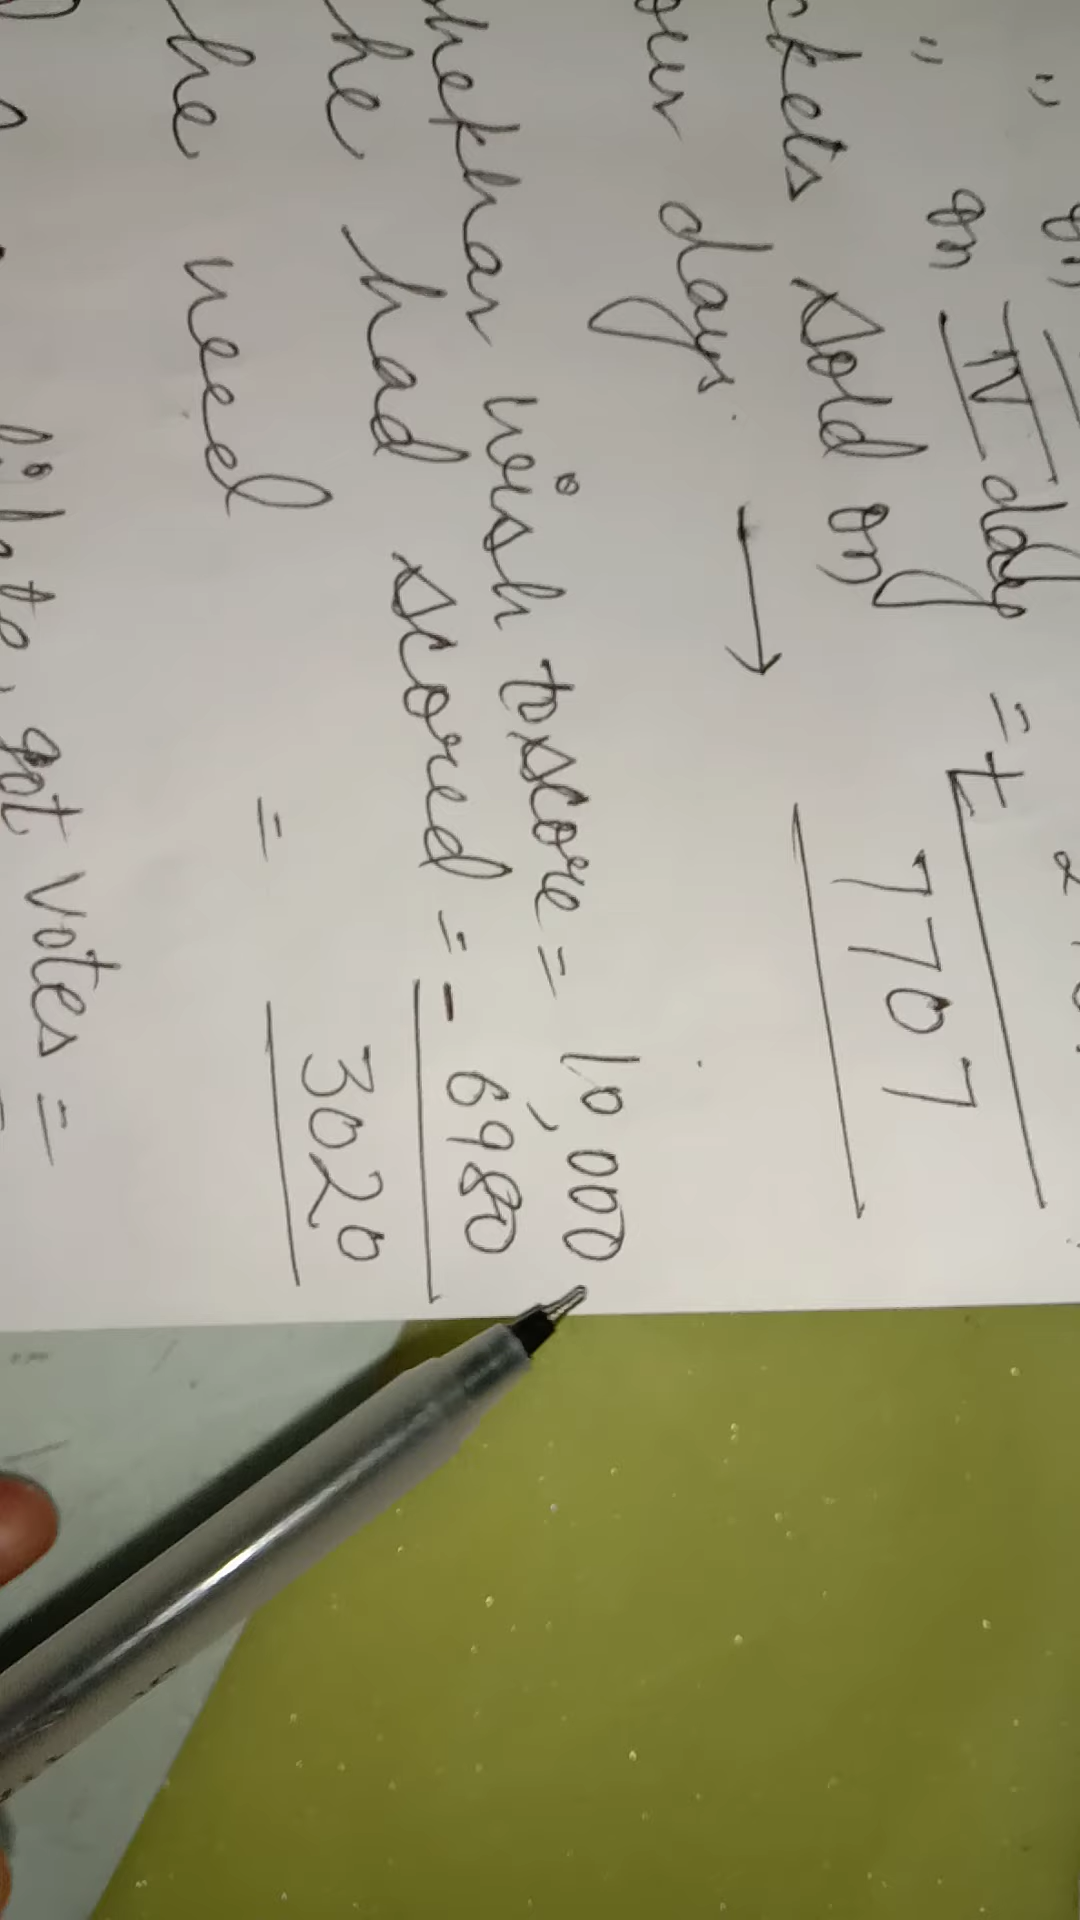 " on IV day = +
ckets sold on 7707
our days. →
hekhar wish to score = 10,000
he had scored = - 6980
he need = 3020
got votes =